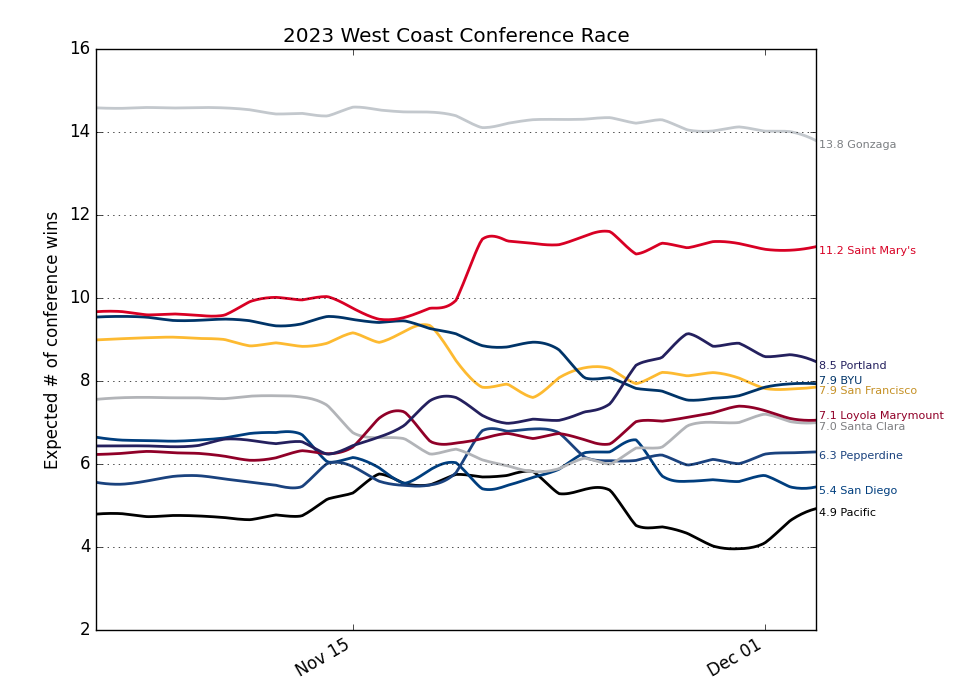 2023 West Coast Conference Race
Expected # of conference wins
16
14
12
10
8
6
4
2
Nov 15
Dec 01
13.8 Gonzaga
11.2 Saint Mary's
8.5 Portland
7.9 BYU
7.9 San Francisco
7.1 Loyola Marymount
7.0 Santa Clara
6.3 Pepperdine
5.4 San Diego
4.9 Pacific